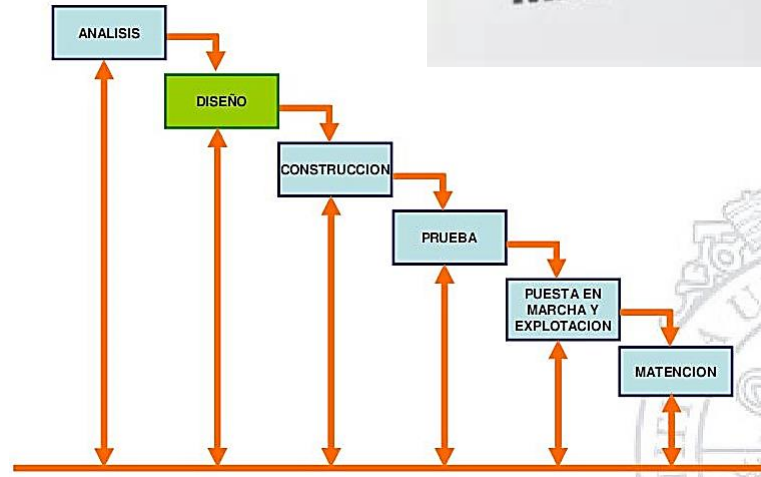 ANALISIS
DISEÑO
CONSTRUCCION
PRUEBA
PUESTA EN
MARCHA Y
EXPLOTACION
MATENCION